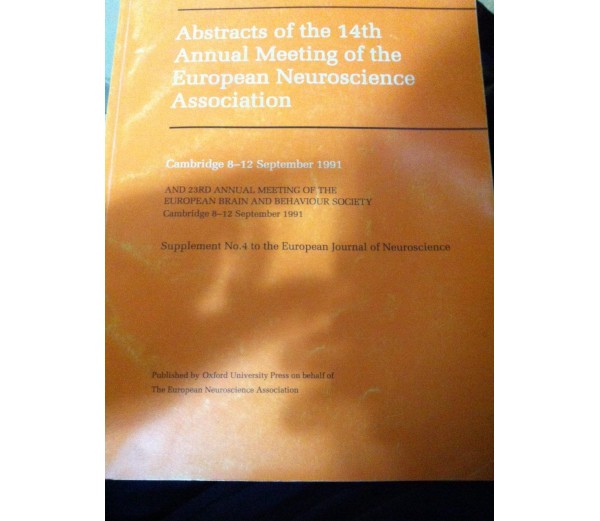 Abstracts of the 14th
Annual Meeting of the
European Neuroscience
Association
Cambridge 8–12 September 1991
AND 23RD ANNUAL MEETING OF THE
EUROPEAN BRAIN AND BEHAVIOUR SOCIETY
Cambridge 8–12 September 1991
Supplement No.4 to the European Journal of Neuroscience
Published by Oxford University Press on behalf of
The European Neuroscience Association